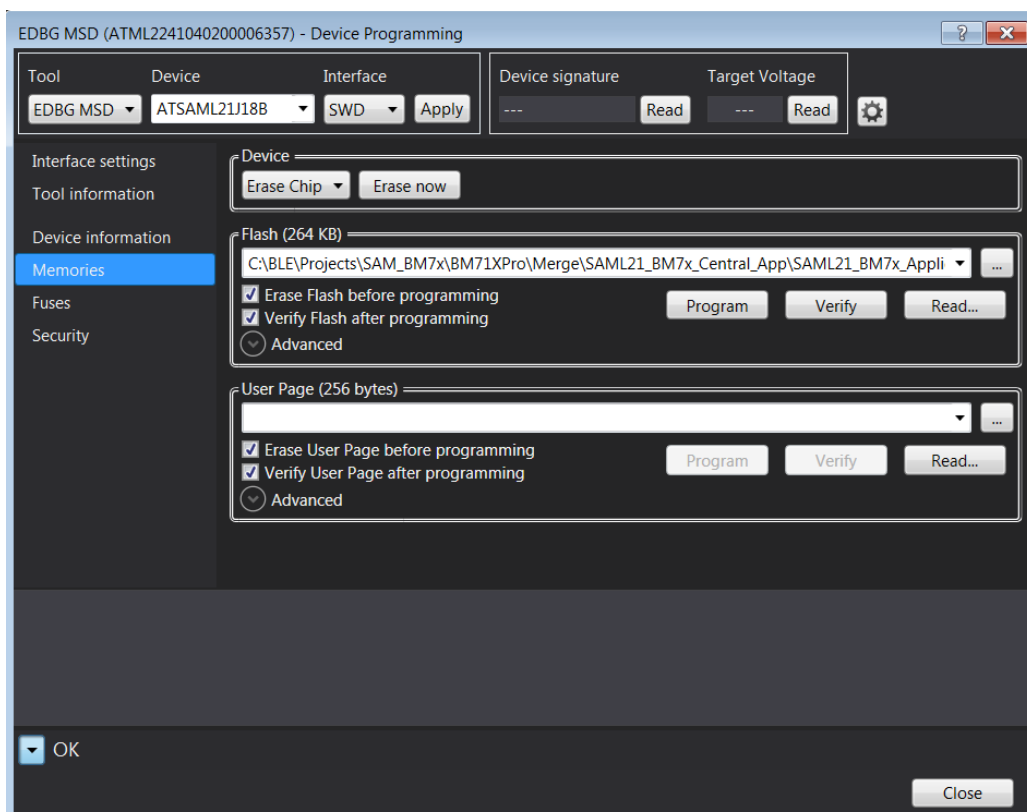 EDBG MSD (ATML2241040200006357) - Device Programming
Tool Device Interface Device signature Target Voltage
EDBG MSD ATSAML21J18B SWD Apply --- Read --- Read
Interface settings
Tool information
Device information
Memories
Fuses
Security
Device
Erase Chip Erase now
Flash (264 KB)
C:\BLE\Projects\SAM_BM7x\BM71XPro\Merge\SAML21_BM7x_Central_App\SAML21_BM7x_Appli ...
Erase Flash before programming
Verify Flash after programming
Program Verify Read...
Advanced
User Page (256 bytes)
...
Erase User Page before programming
Verify User Page after programming
Program Verify Read...
Advanced
OK
Close